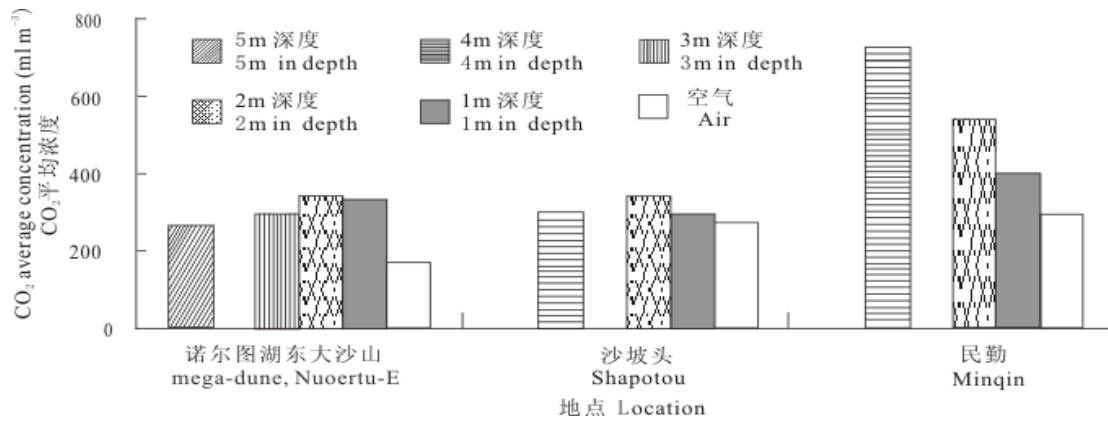 CO₂ average concentration (ml m⁻³)
CO₂平均浓度
800
600
400
200
0
5m 深度
5m in depth
4m 深度
4m in depth
3m 深度
3m in depth
2m 深度
2m in depth
1m 深度
1m in depth
空气
Air
诺尔图湖东大沙山
mega-dune, Nuoertu-E
沙坡头
Shapotou
民勤
Minqin
地点 Location